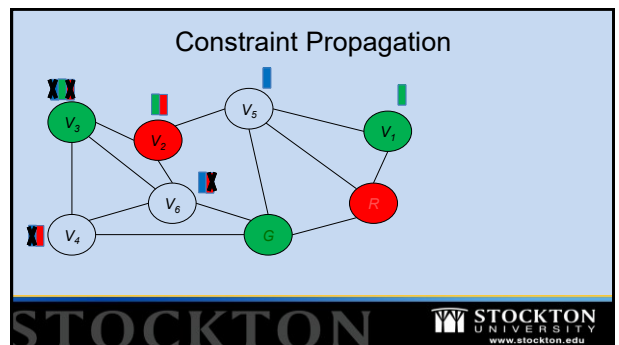 Constraint Propagation
V5
V3
V2
V1
V6
R
V4
G
STOCKTON
STOCKTON
UNIVERSITY
www.stockton.edu